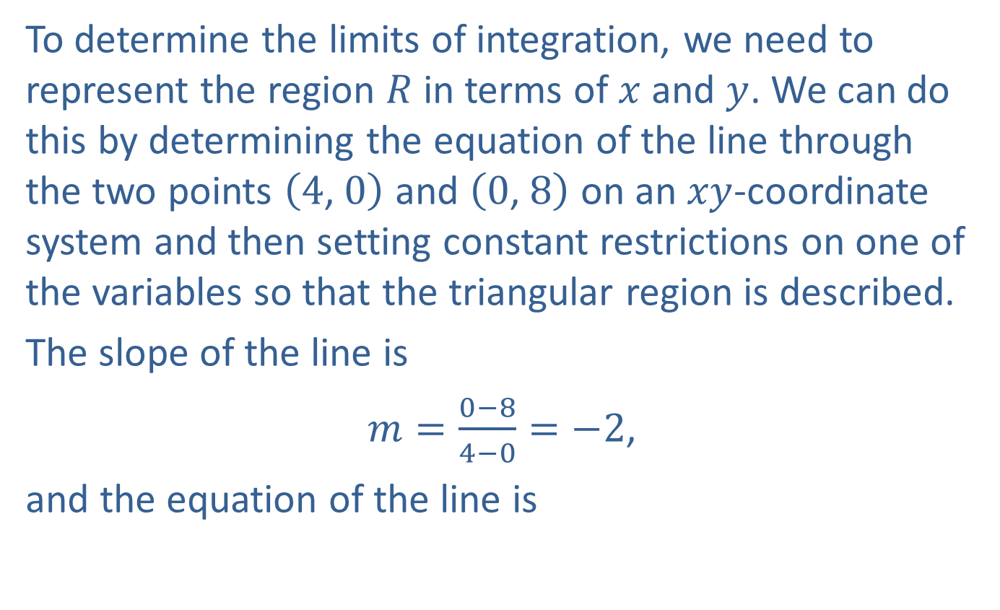 To determine the limits of integration, we need to
represent the region R in terms of x and y. We can do
this by determining the equation of the line through
the two points (4, 0) and (0, 8) on an xy-coordinate
system and then setting constant restrictions on one of
the variables so that the triangular region is described.
The slope of the line is
m = \frac{0−8}{4−0} = −2,
and the equation of the line is